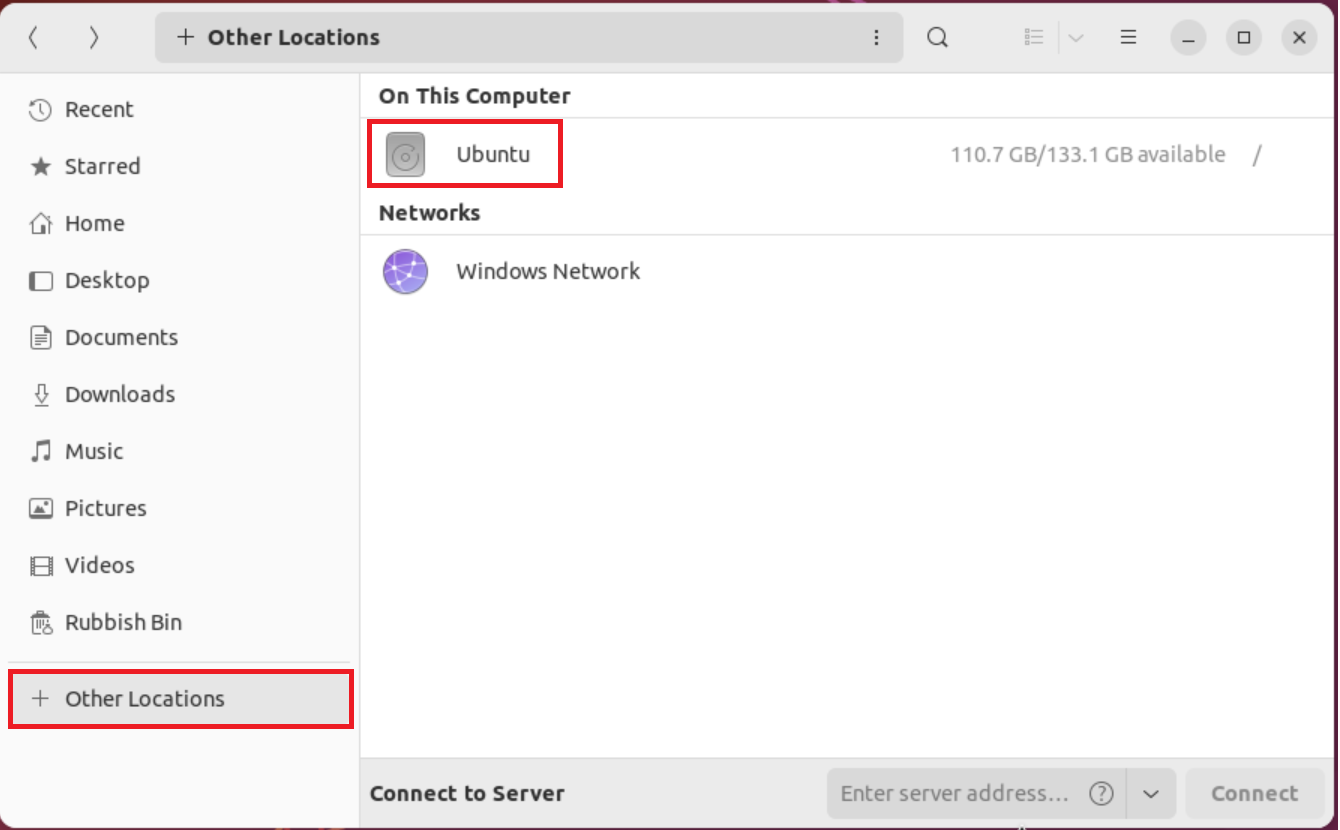 Other Locations
Recent
Starred
Home
Desktop
Documents
Downloads
Music
Pictures
Videos
Rubbish Bin
Other Locations
On This Computer
Ubuntu 110.7 GB/133.1 GB available /
Networks
Windows Network
Connect to Server Enter server address... Connect